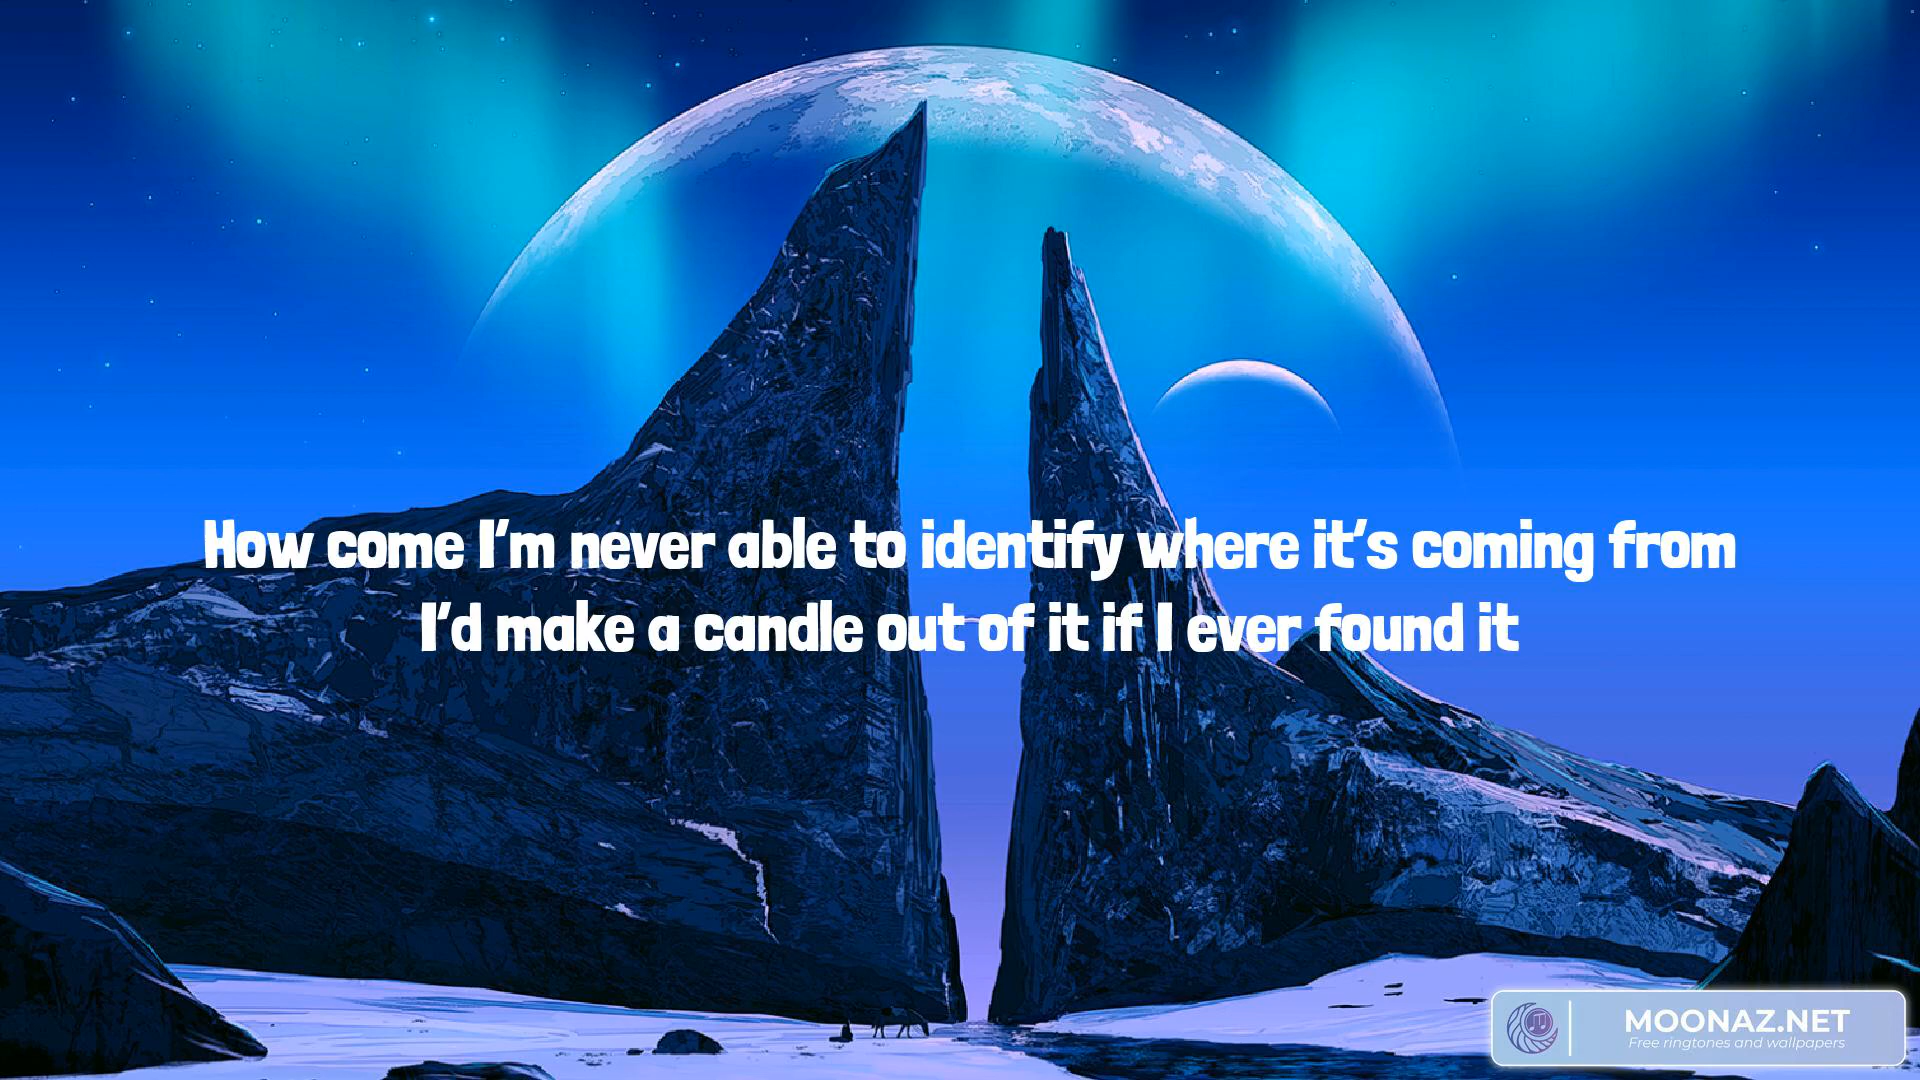 How come I'm never able to identify where it's coming from
I'd make a candle out of it if I ever found it
MOONAZ.NET
Free ringtones and wallpapers